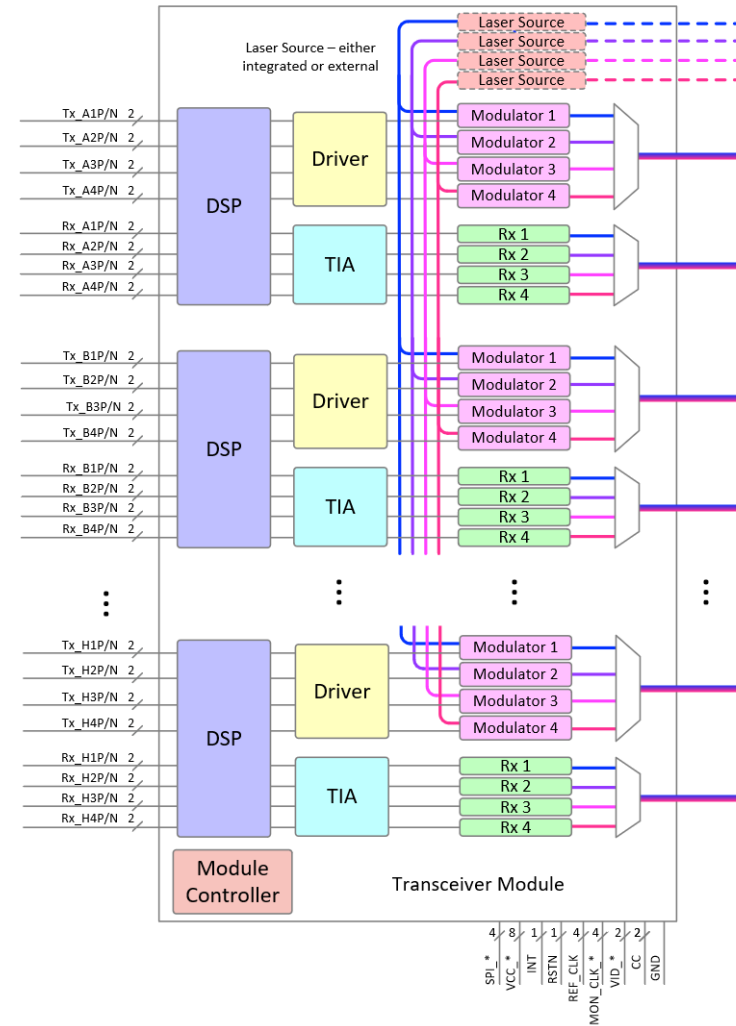 Laser Source
Laser Source
Laser Source
Laser Source
Laser Source – either
integrated or external
Tx_A1P/N 2
Tx_A2P/N 2
Tx_A3P/N 2
Tx_A4P/N 2
Rx_A1P/N 2
Rx_A2P/N 2
Rx_A3P/N 2
Rx_A4P/N 2
DSP
Driver
TIA
Modulator 1
Modulator 2
Modulator 3
Modulator 4
Rx 1
Rx 2
Rx 3
Rx 4
Tx_B1P/N 2
Tx_B2P/N 2
Tx_B3P/N 2
Tx_B4P/N 2
Rx_B1P/N 2
Rx_B2P/N 2
Rx_B3P/N 2
Rx_B4P/N 2
DSP
Driver
TIA
Modulator 1
Modulator 2
Modulator 3
Modulator 4
Rx 1
Rx 2
Rx 3
Rx 4
Tx_H1P/N 2
Tx_H2P/N 2
Tx_H3P/N 2
Tx_H4P/N 2
Rx_H1P/N 2
Rx_H2P/N 2
Rx_H3P/N 2
Rx_H4P/N 2
DSP
Driver
TIA
Modulator 1
Modulator 2
Modulator 3
Modulator 4
Rx 1
Rx 2
Rx 3
Rx 4
Module
Controller
Transceiver Module
4 8 1 1 4 4 2 2
SPI_*
VCC_*
INT
RSTN
REF_CLK
MON_CLK_*
VID_*
CC
GND